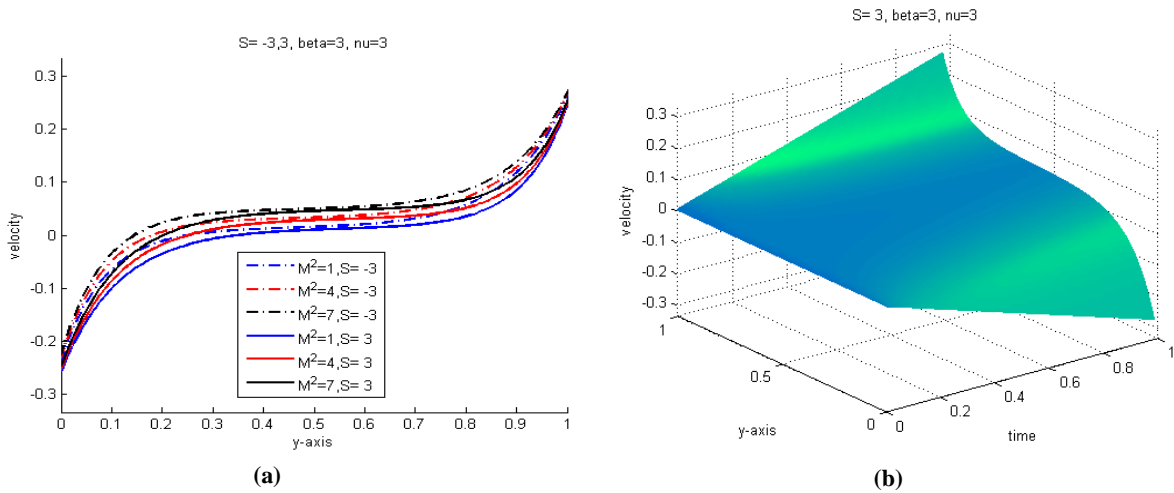 S= -3,3, beta=3, nu=3
0.3
0.2
0.1
0
-0.1
-0.2
-0.3
velocity
M²=1,S= -3
M²=4,S= -3
M²=7,S= -3
M²=1,S= 3
M²=4,S= 3
M²=7,S= 3
0 0.1 0.2 0.3 0.4 0.5 0.6 0.7 0.8 0.9 1
y-axis
(a)
S= 3, beta=3, nu=3
0.3
0.2
0.1
0
-0.1
-0.2
-0.3
velocity
1
0.5
0
y-axis
0
0.2
0.4
0.6
0.8
1
time
(b)